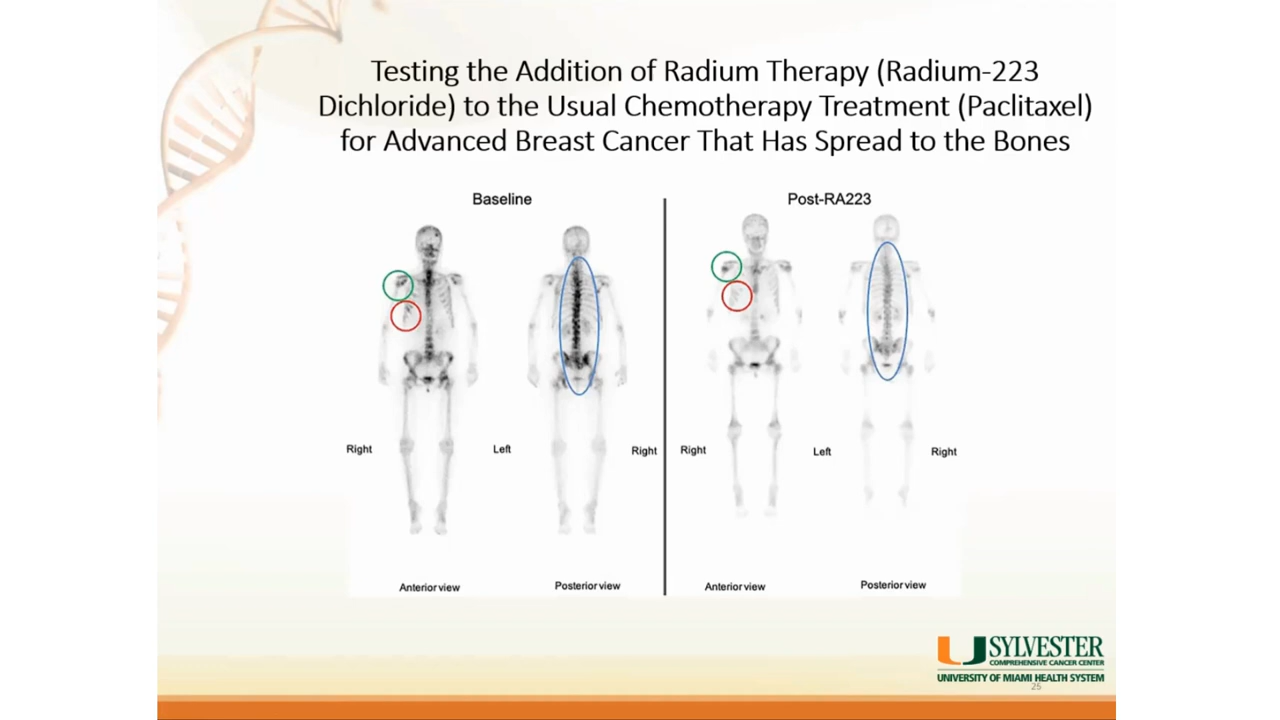 Testing the Addition of Radium Therapy (Radium-223
Dichloride) to the Usual Chemotherapy Treatment (Paclitaxel)
for Advanced Breast Cancer That Has Spread to the Bones
Baseline
Post-RA223
Right
Left
Right
Right
Left
Right
Anterior view
Posterior view
Anterior view
Posterior view
SYLVESTER
COMPREHENSIVE CANCER CENTER
UNIVERSITY OF MIAMI HEALTH SYSTEM
25